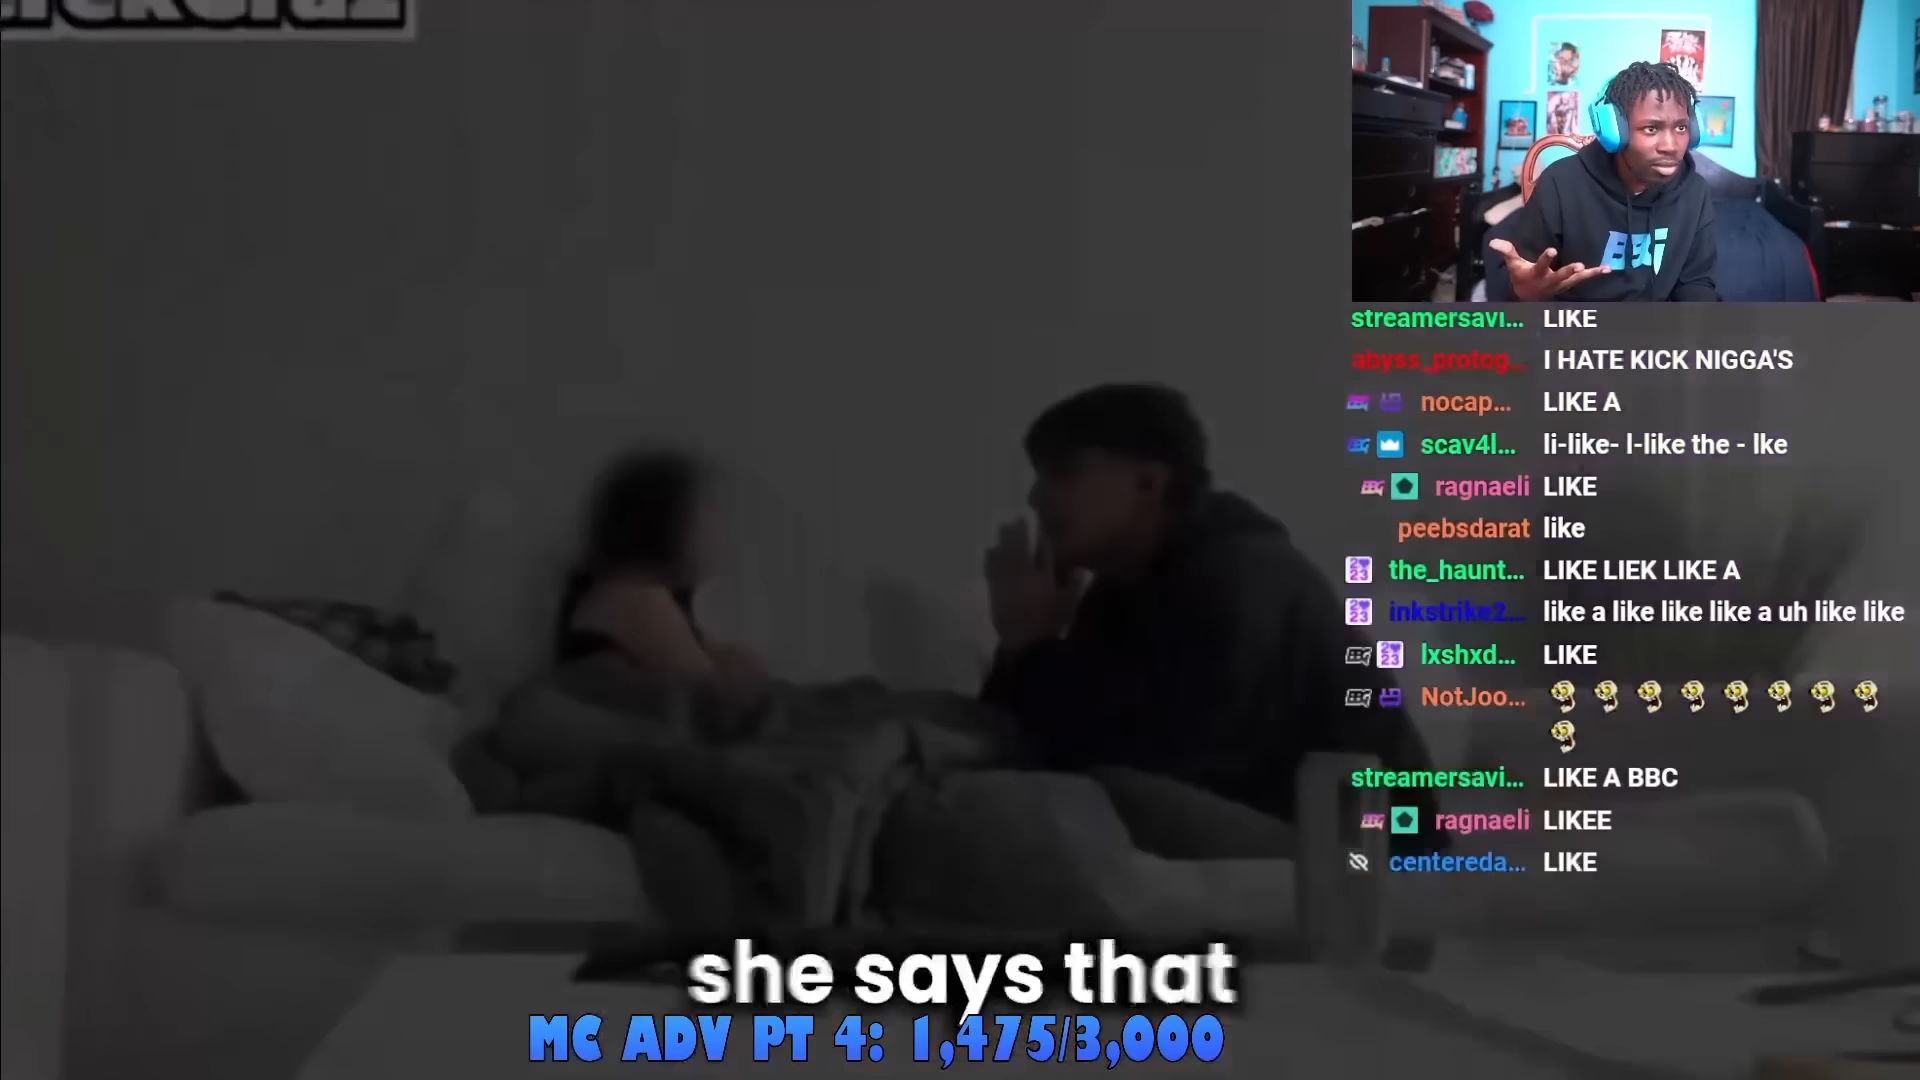 streamersavi... LIKE
abyss_protog... I HATE KICK NIGGA'S
nocap... LIKE A
scav4l... li-like- l-like the - lke
ragnaeli LIKE
peebsdarat like
the_haunt... LIKE LIEK LIKE A
inkstrike2... like a like like like a uh like like
lxshxd... LIKE
NotJoo...
streamersavi... LIKE A BBC
ragnaeli LIKEE
centereda... LIKE
she says that
MC ADV PT 4: 1,475/3,000